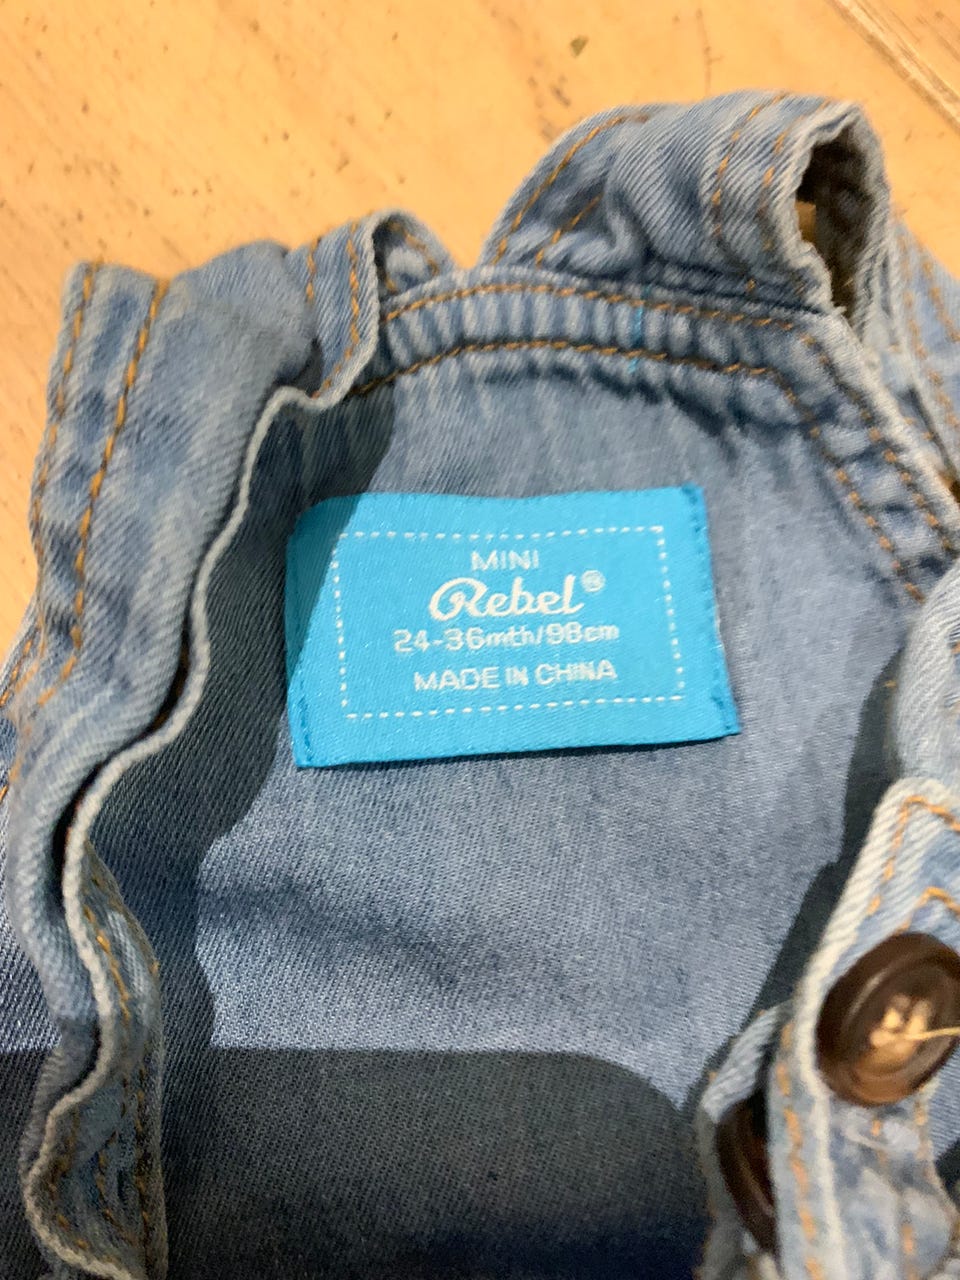 MINI
Rebel®
24-36mth/98cm
MADE IN CHINA